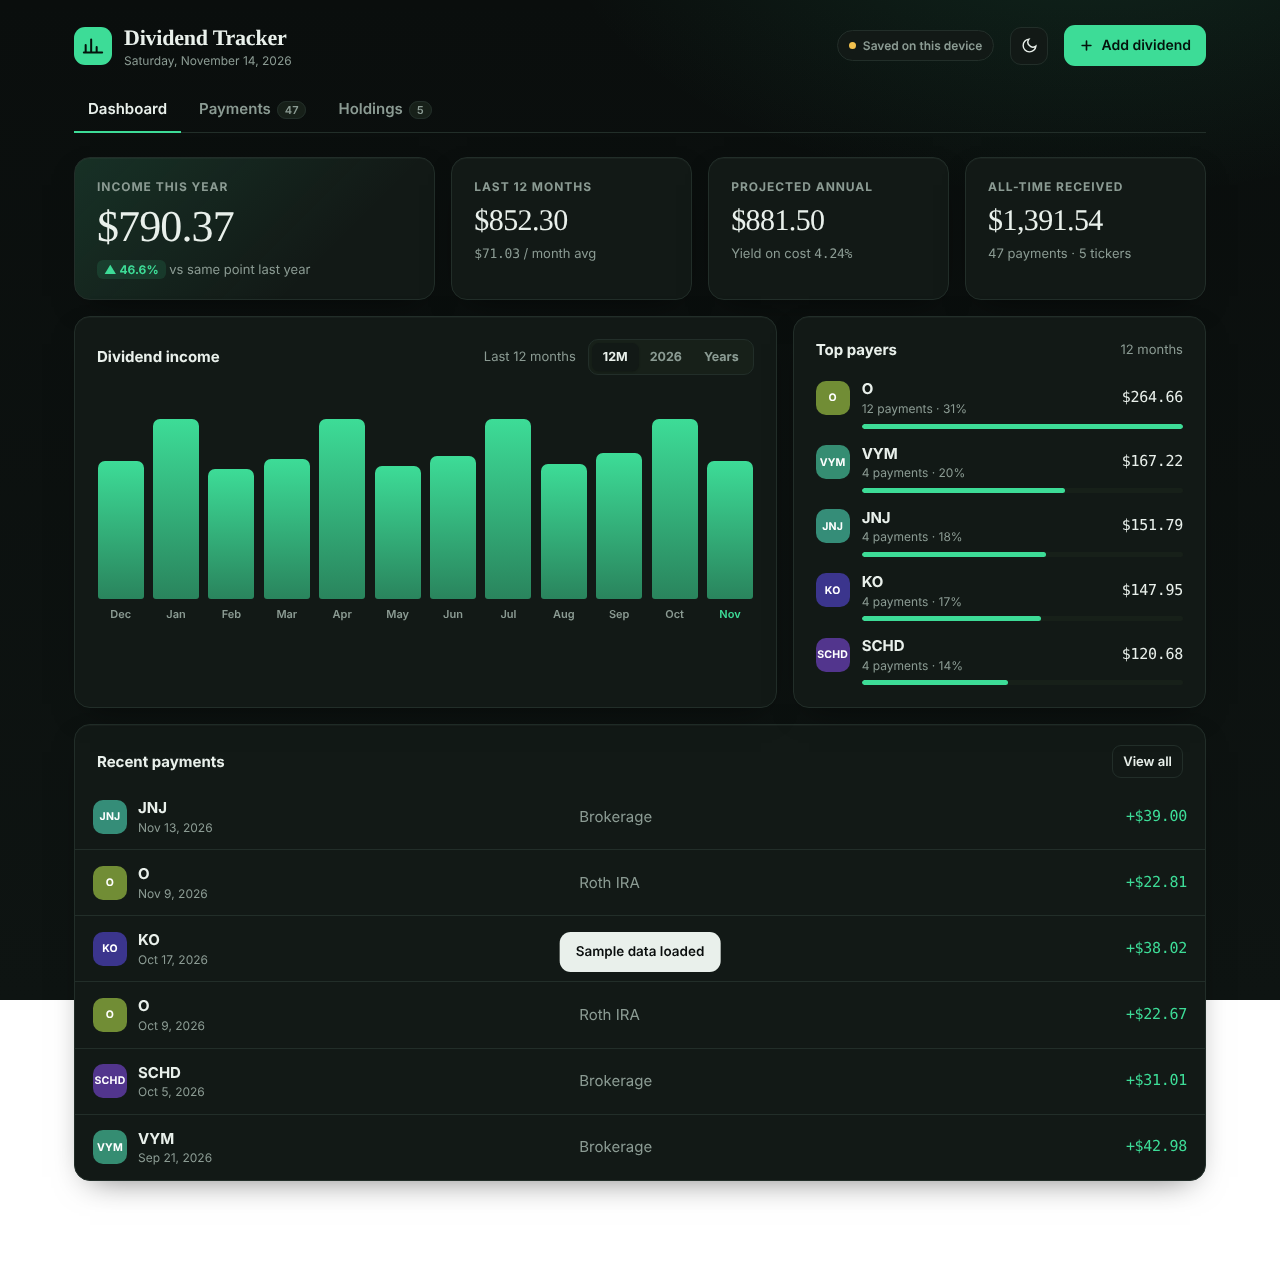 Dividend Tracker
Saturday, November 14, 2026
Saved on this device
Add dividend
Dashboard
Payments 47
Holdings 5
INCOME THIS YEAR
$790.37
▲ 46.6% vs same point last year
LAST 12 MONTHS
$852.30
$71.03 / month avg
PROJECTED ANNUAL
$881.50
Yield on cost 4.24%
ALL-TIME RECEIVED
$1,391.54
47 payments · 5 tickers
Dividend income
Last 12 months
12M 2026 Years
Dec Jan Feb Mar Apr May Jun Jul Aug Sep Oct Nov
Top payers
12 months
O
O
12 payments · 31%
$264.66
VYM
VYM
4 payments · 20%
$167.22
JNJ
JNJ
4 payments · 18%
$151.79
KO
KO
4 payments · 17%
$147.95
SCHD
SCHD
4 payments · 14%
$120.68
Recent payments
View all
JNJ
JNJ
Nov 13, 2026
Brokerage
+$39.00
O
O
Nov 9, 2026
Roth IRA
+$22.81
KO
KO
Oct 17, 2026
Sample data loaded
+$38.02
O
O
Oct 9, 2026
Roth IRA
+$22.67
SCHD
SCHD
Oct 5, 2026
Brokerage
+$31.01
VYM
VYM
Sep 21, 2026
Brokerage
+$42.98